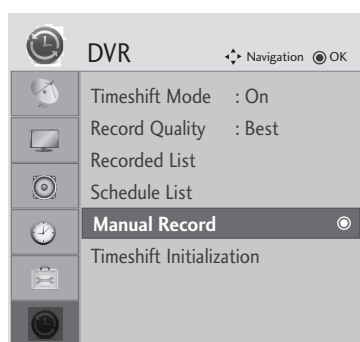 DVR Navigation OK
Timeshift Mode : On
Record Quality : Best
Recorded List
Schedule List
Manual Record
Timeshift Initialization